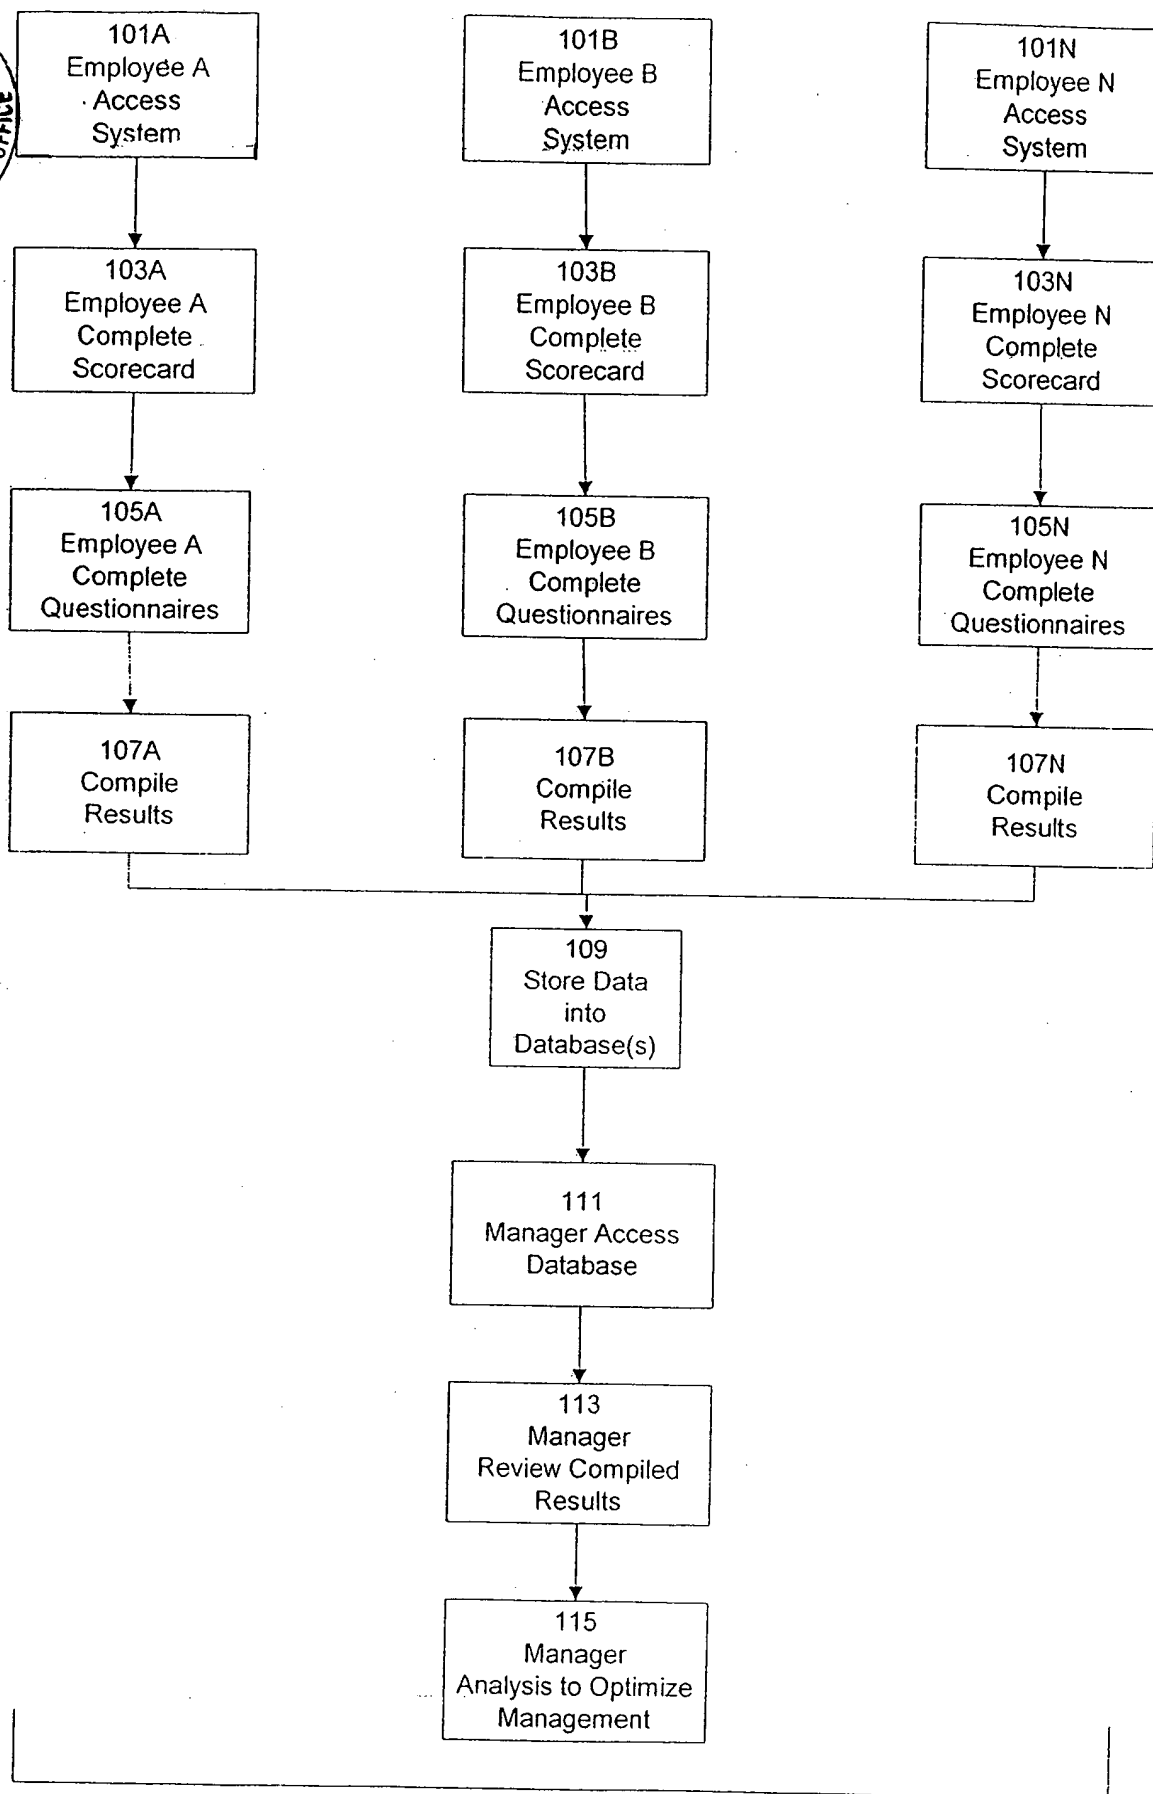 OFFICE
101A
Employee A
Access
System
101B
Employee B
Access
System
101N
Employee N
Access
System
103A
Employee A
Complete
Scorecard
103B
Employee B
Complete
Scorecard
103N
Employee N
Complete
Scorecard
105A
Employee A
Complete
Questionnaires
105B
Employee B
Complete
Questionnaires
105N
Employee N
Complete
Questionnaires
107A
Compile
Results
107B
Compile
Results
107N
Compile
Results
109
Store Data
into
Database(s)
111
Manager Access
Database
113
Manager
Review Compiled
Results
115
Manager
Analysis to Optimize
Management